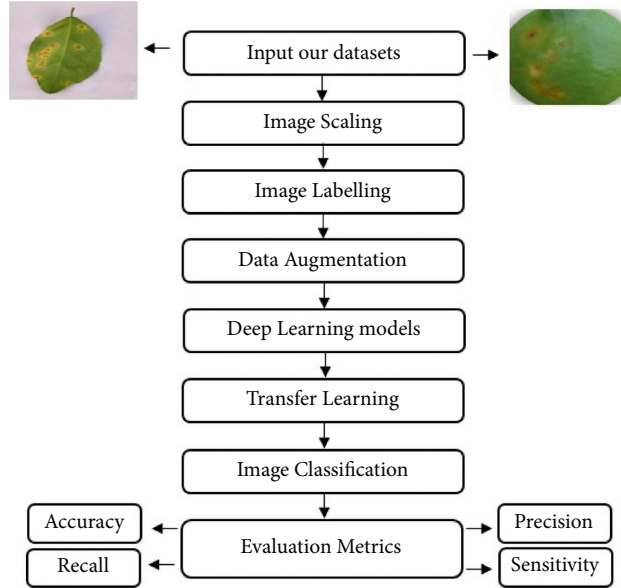 Input our datasets
Image Scaling
Image Labelling
Data Augmentation
Deep Learning models
Transfer Learning
Image Classification
Accuracy
Precision
Evaluation Metrics
Recall
Sensitivity